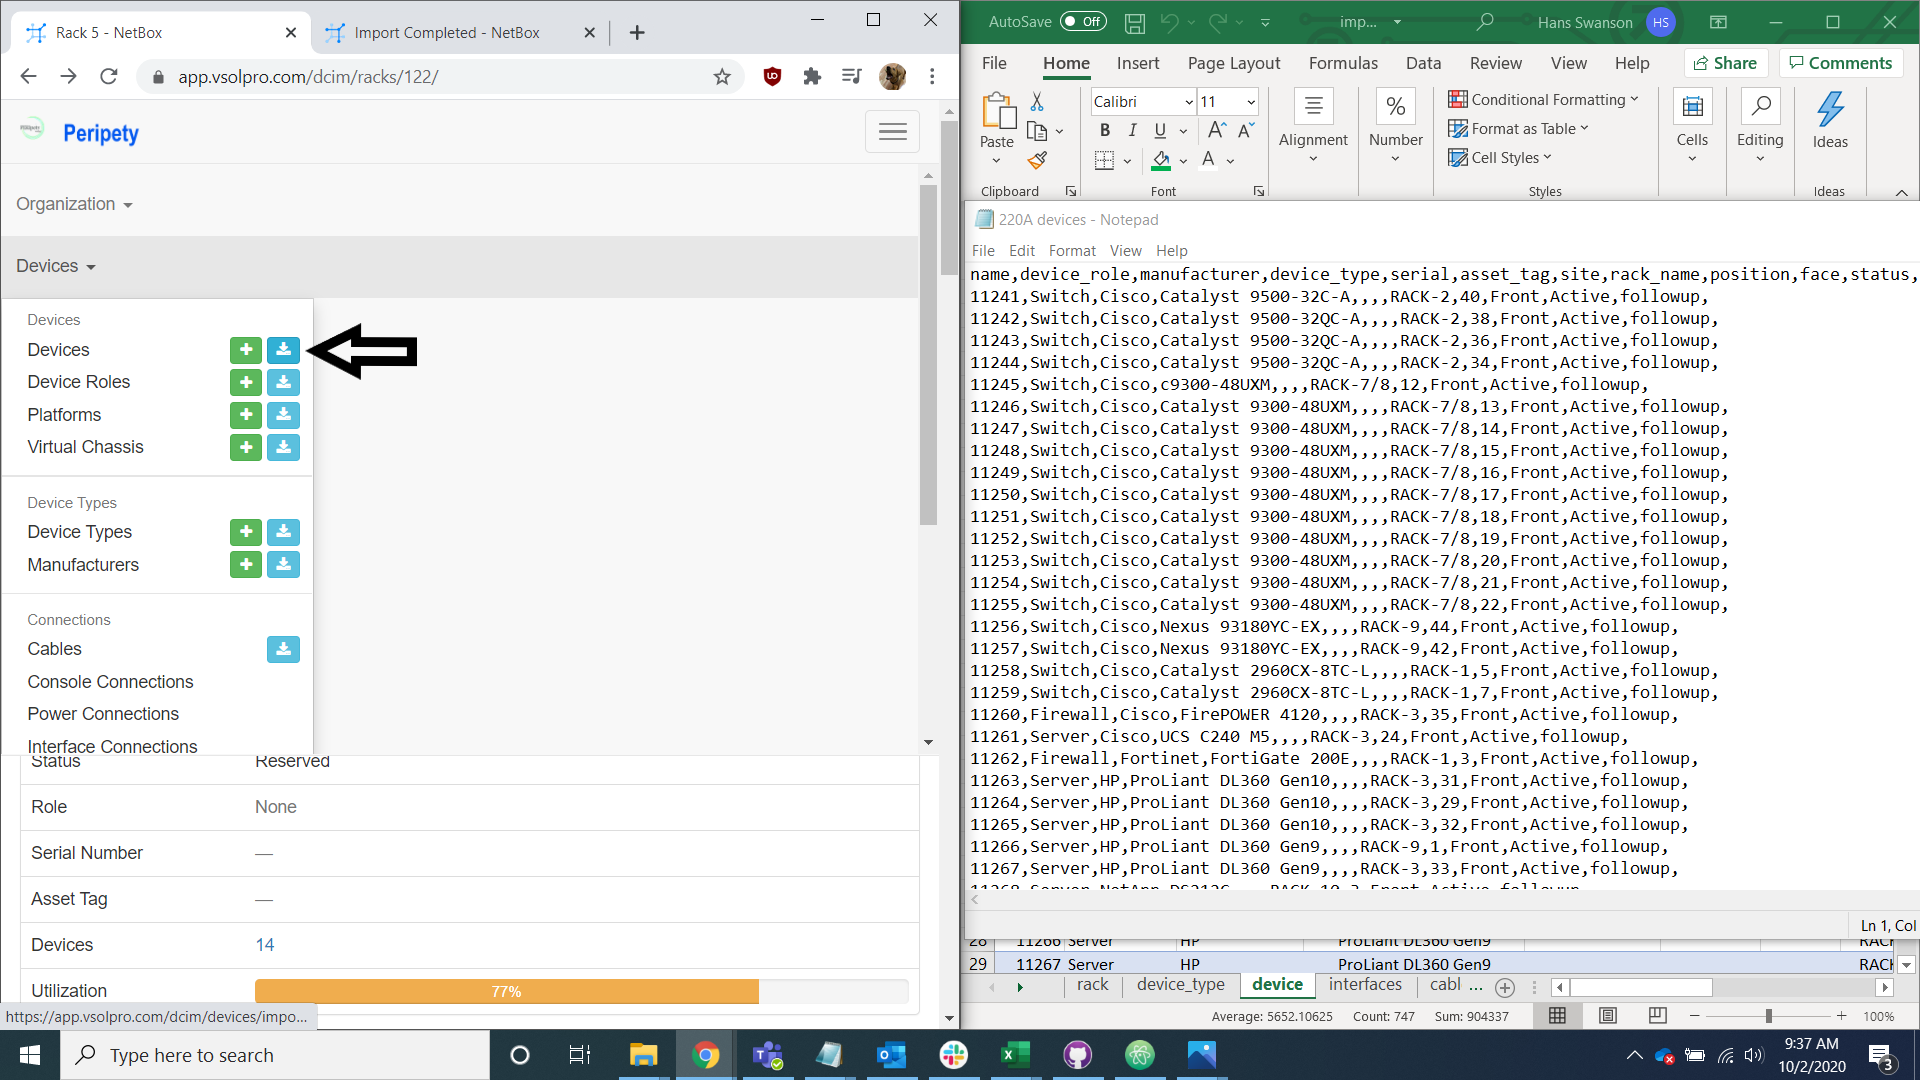 Rack 5 - NetBox
Import Completed - NetBox
app.vsolpro.com/dcim/racks/122/
Peripety
Organization
Devices
Devices
Devices
Device Roles
Platforms
Virtual Chassis
Device Types
Device Types
Manufacturers
Connections
Cables
Console Connections
Power Connections
Interface Connections
Status Reserved
Role None
Serial Number —
Asset Tag —
Devices 14
Utilization 77%
https://app.vsolpro.com/dcim/devices/impo...
AutoSave Off imp... Hans Swanson HS
File Home Insert Page Layout Formulas Data Review View Help Share Comments
Calibri 11
Paste
B I U A A
A
Alignment
%
Number
Conditional Formatting
Format as Table
Cell Styles
Cells
Editing
Ideas
Clipboard Font Styles Ideas
220A devices - Notepad
File Edit Format View Help
name,device_role,manufacturer,device_type,serial,asset_tag,site,rack_name,position,face,status,
11241,Switch,Cisco,Catalyst 9500-32C-A,,,,RACK-2,40,Front,Active,followup,
11242,Switch,Cisco,Catalyst 9500-32QC-A,,,,RACK-2,38,Front,Active,followup,
11243,Switch,Cisco,Catalyst 9500-32QC-A,,,,RACK-2,36,Front,Active,followup,
11244,Switch,Cisco,Catalyst 9500-32QC-A,,,,RACK-2,34,Front,Active,followup,
11245,Switch,Cisco,c9300-48UXM,,,,RACK-7/8,12,Front,Active,followup,
11246,Switch,Cisco,Catalyst 9300-48UXM,,,,RACK-7/8,13,Front,Active,followup,
11247,Switch,Cisco,Catalyst 9300-48UXM,,,,RACK-7/8,14,Front,Active,followup,
11248,Switch,Cisco,Catalyst 9300-48UXM,,,,RACK-7/8,15,Front,Active,followup,
11249,Switch,Cisco,Catalyst 9300-48UXM,,,,RACK-7/8,16,Front,Active,followup,
11250,Switch,Cisco,Catalyst 9300-48UXM,,,,RACK-7/8,17,Front,Active,followup,
11251,Switch,Cisco,Catalyst 9300-48UXM,,,,RACK-7/8,18,Front,Active,followup,
11252,Switch,Cisco,Catalyst 9300-48UXM,,,,RACK-7/8,19,Front,Active,followup,
11253,Switch,Cisco,Catalyst 9300-48UXM,,,,RACK-7/8,20,Front,Active,followup,
11254,Switch,Cisco,Catalyst 9300-48UXM,,,,RACK-7/8,21,Front,Active,followup,
11255,Switch,Cisco,Catalyst 9300-48UXM,,,,RACK-7/8,22,Front,Active,followup,
11256,Switch,Cisco,Nexus 93180YC-EX,,,,RACK-9,44,Front,Active,followup,
11257,Switch,Cisco,Nexus 93180YC-EX,,,,RACK-9,42,Front,Active,followup,
11258,Switch,Cisco,Catalyst 2960CX-8TC-L,,,,RACK-1,5,Front,Active,followup,
11259,Switch,Cisco,Catalyst 2960CX-8TC-L,,,,RACK-1,7,Front,Active,followup,
11260,Firewall,Cisco,FirePOWER 4120,,,,RACK-3,35,Front,Active,followup,
11261,Server,Cisco,UCS C240 M5,,,,RACK-3,24,Front,Active,followup,
11262,Firewall,Fortinet,FortiGate 200E,,,,RACK-1,3,Front,Active,followup,
11263,Server,HP,ProLiant DL360 Gen10,,,,RACK-3,31,Front,Active,followup,
11264,Server,HP,ProLiant DL360 Gen10,,,,RACK-3,29,Front,Active,followup,
11265,Server,HP,ProLiant DL360 Gen10,,,,RACK-3,32,Front,Active,followup,
11266,Server,HP,ProLiant DL360 Gen9,,,,RACK-9,1,Front,Active,followup,
11267,Server,HP,ProLiant DL360 Gen9,,,,RACK-3,33,Front,Active,followup,
11268,Server,NetApp,DS212C,,,,RACK-10,3,Front,Active,followup,
Ln 1, Col
28 11266 Server HP ProLiant DL360 Gen9 RACK
29 11267 Server HP ProLiant DL360 Gen9 RACK
rack device_type device interfaces cabl ...
Average: 5652.10625 Count: 747 Sum: 904337 100%
Type here to search
9:37 AM
10/2/2020
3